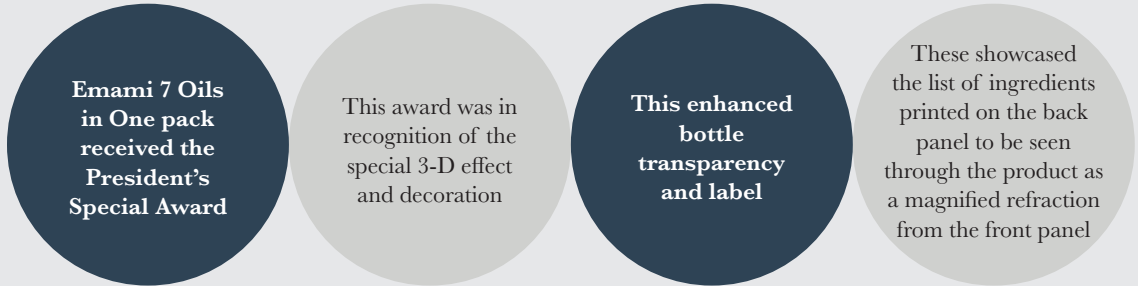 Emami 7 Oils
in One pack
received the
President's
Special Award
This award was in
recognition of the
special 3-D effect
and decoration
This enhanced
bottle
transparency
and label
These showcased
the list of ingredients
printed on the back
panel to be seen
through the product as
a magnified refraction
from the front panel